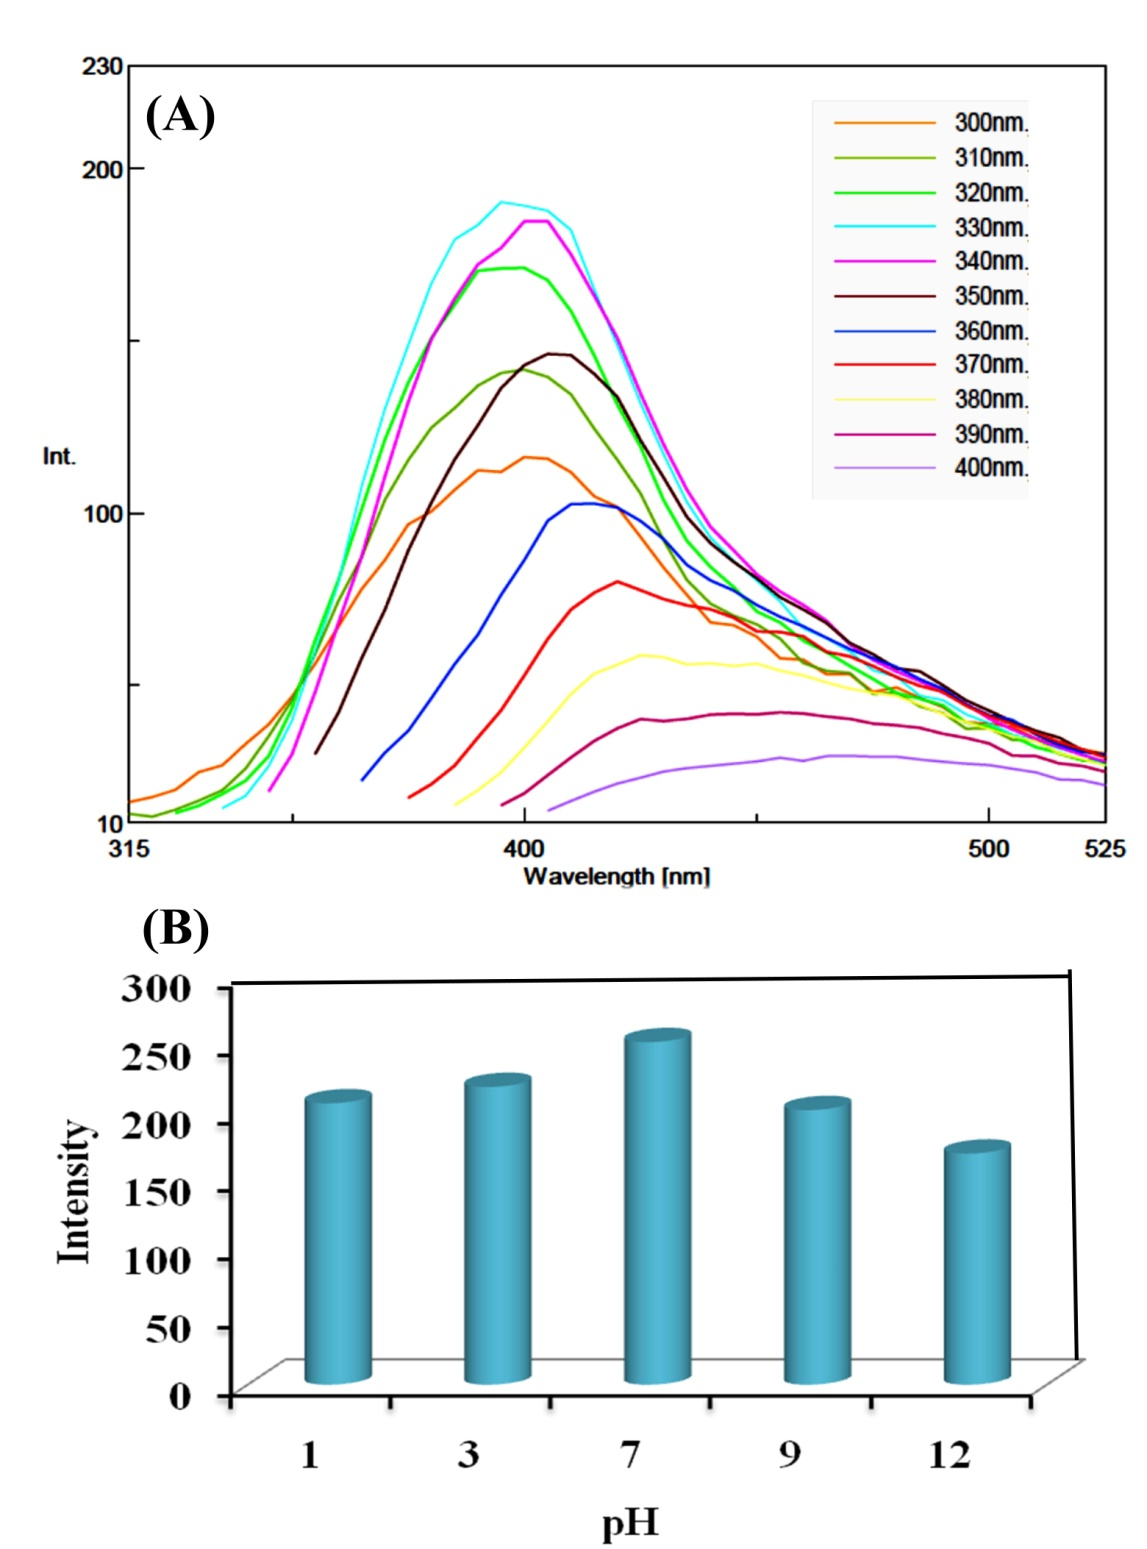 (A)
230
200
100
10
Int.
300nm.
310nm.
320nm.
330nm.
340nm.
350nm.
360nm.
370nm.
380nm.
390nm.
400nm.
315 400 500 525
Wavelength [nm]
(B)
300
250
200
150
100
50
0
Intensity
1 3 7 9 12
pH